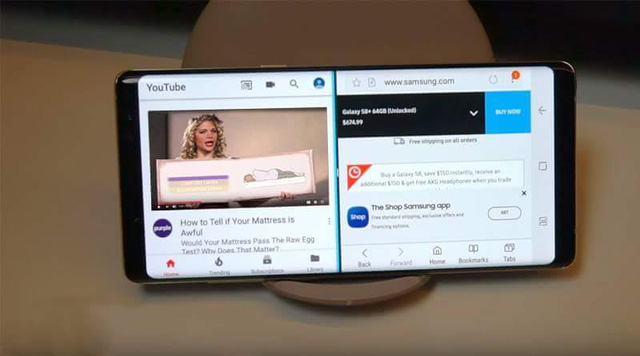 YouTube
purple
How to Tell if Your Mattress is
Awful
Would Your Mattress Pass The Raw Egg
Test? Why Does That Matter?
Home
Trending
Subscriptions
Library
www.samsung.com
1
Galaxy S8+ 64GB (Unlocked)
$674.99
BUY NOW
Free shipping on all orders
Buy a Galaxy S8, save $150 instantly, receive an
additional $150 & get free AKG Headphones when you trade
Shop
The Shop Samsung app
Free standard shipping, exclusive offers and
financing options.
GET
Back
Forward
Home
Bookmarks
Tabs